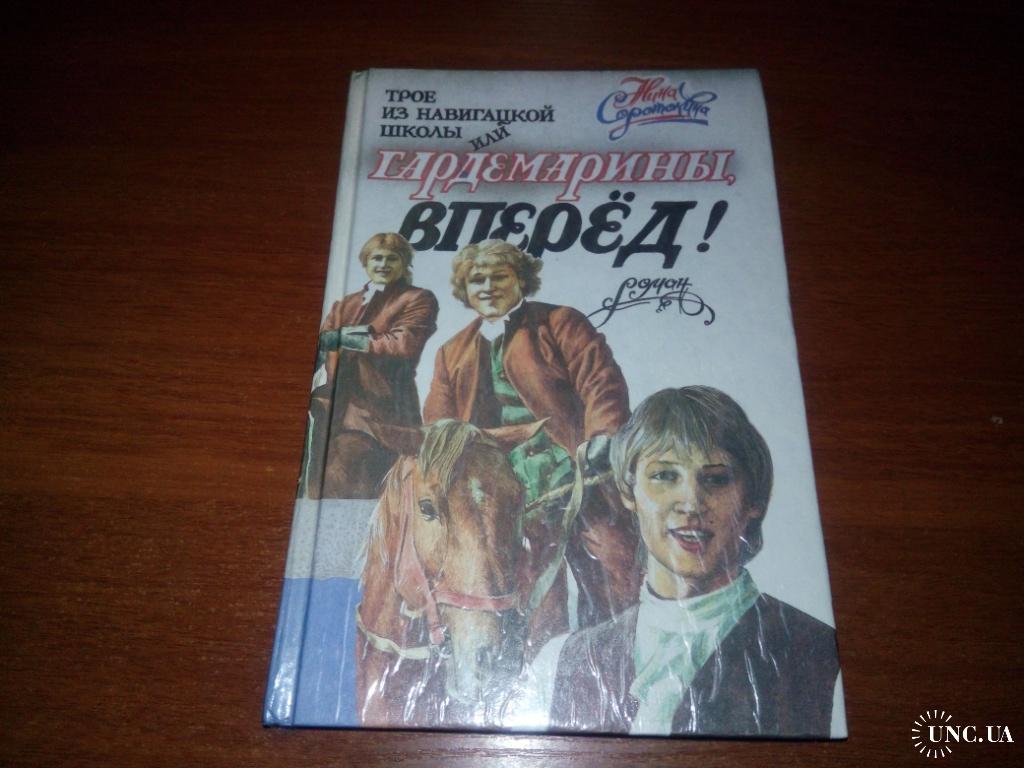 ТРОЕ
ИЗ НАВИГАЦКОЙ
ШКОЛЫ ИЛИ
Нина
Соротокина
ГАРДЕМАРИНЫ,
ВПЕРЁД!
роман
UNC.UA